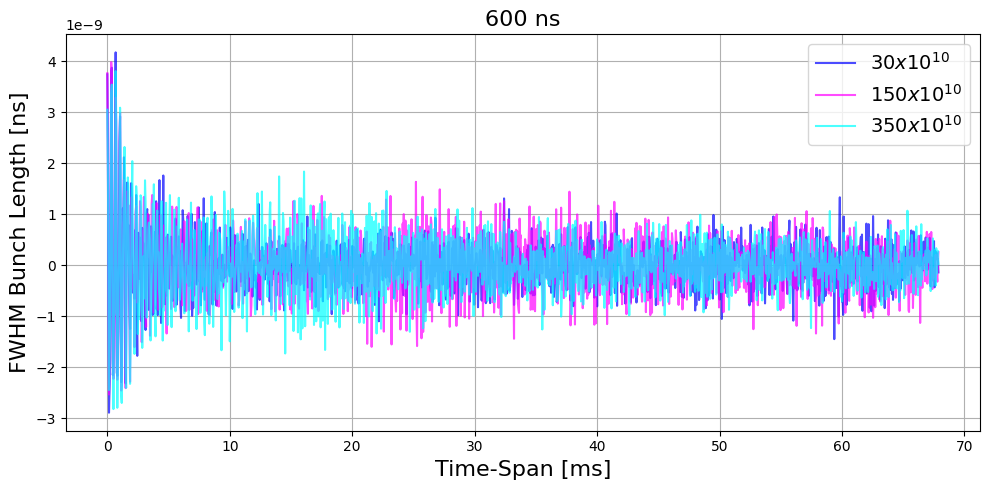 600 ns
1e−9
FWHM Bunch Length [ns]
4
3
2
1
0
−1
−2
−3
30x10^10
150x10^10
350x10^10
0 10 20 30 40 50 60 70
Time-Span [ms]